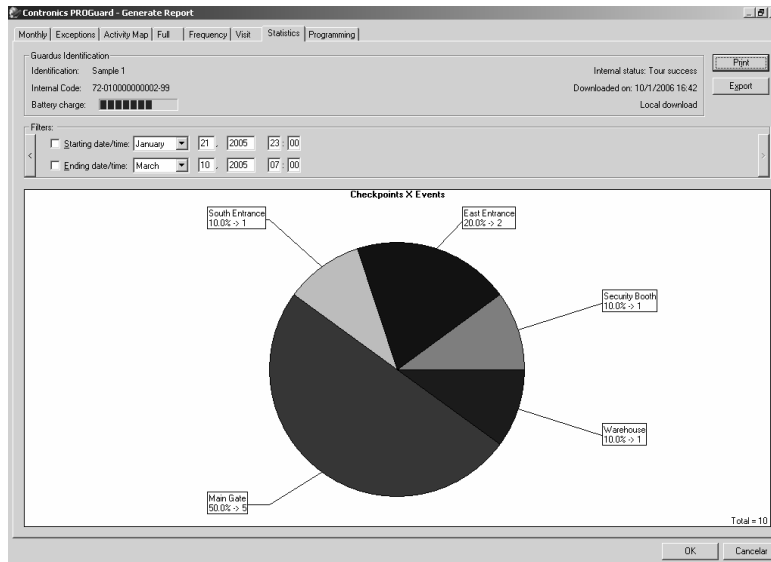 Contronics PROGuard - Generate Report
Monthly Exceptions Activity Map Full Frequency Visit Statistics Programming
Guardus Identification
Identification: Sample 1 Internal status: Tour success
Internal Code: 72-010000000002-99 Downloaded on: 10/1/2006 16:42
Battery charge: Local download
Print
Export
Filters:
Starting date/time: January 21 , 2005 23 : 00
Ending date/time: March 10 , 2005 07 : 00
< >
Checkpoints X Events
South Entrance
10.0% -> 1
East Entrance
20.0% -> 2
Security Booth
10.0% -> 1
Warehouse
10.0% -> 1
Main Gate
50.0% -> 5
Total = 10
OK Cancelar